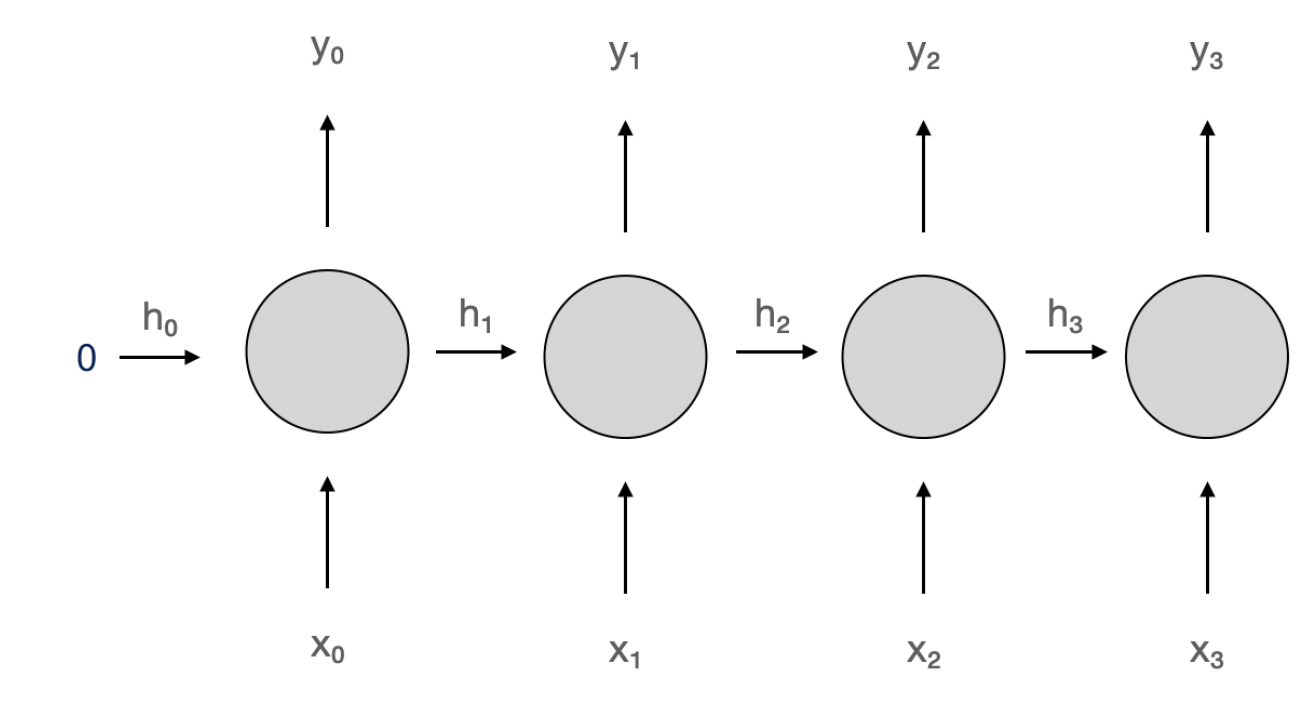 y₀ y₁ y₂ y₃
h₀ h₁ h₂ h₃
0
x₀ x₁ x₂ x₃